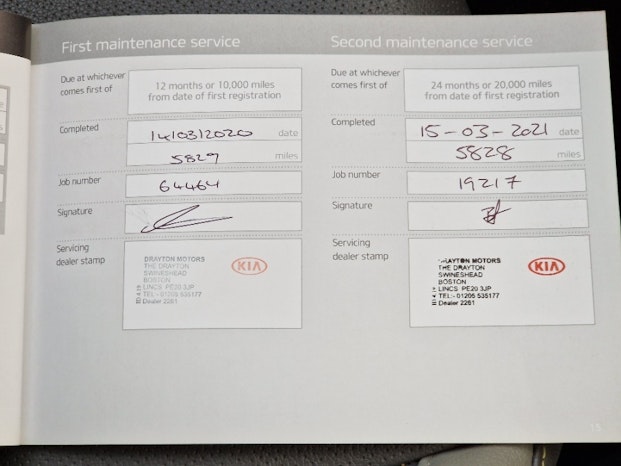 First maintenance service
Due at whichever
comes first of
12 months or 10,000 miles
from date of first registration
Completed
14/03/2020 date
5829 miles
Job number
64464
Signature
Servicing
dealer stamp
DRAYTON MOTORS
THE DRAYTON
SWINESHEAD
BOSTON
LINCS PE20 3JP
TEL:- 01205 535177
Dealer 2261
KIA
Second maintenance service
Due at whichever
comes first of
24 months or 20,000 miles
from date of first registration
Completed
15-03-2021 date
5828 miles
Job number
19217
Signature
Servicing
dealer stamp
RAYTON MOTORS
THE DRAYTON
SWINESHEAD
BOSTON
LINCS PE20 3JP
TEL:- 01205 535177
Dealer 2261
KIA
15